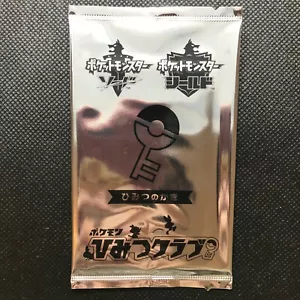 ポケットモンスター ポケットモンスター
ソード シールド
ひみつのカギ
ポケモン
ひみつクラブ